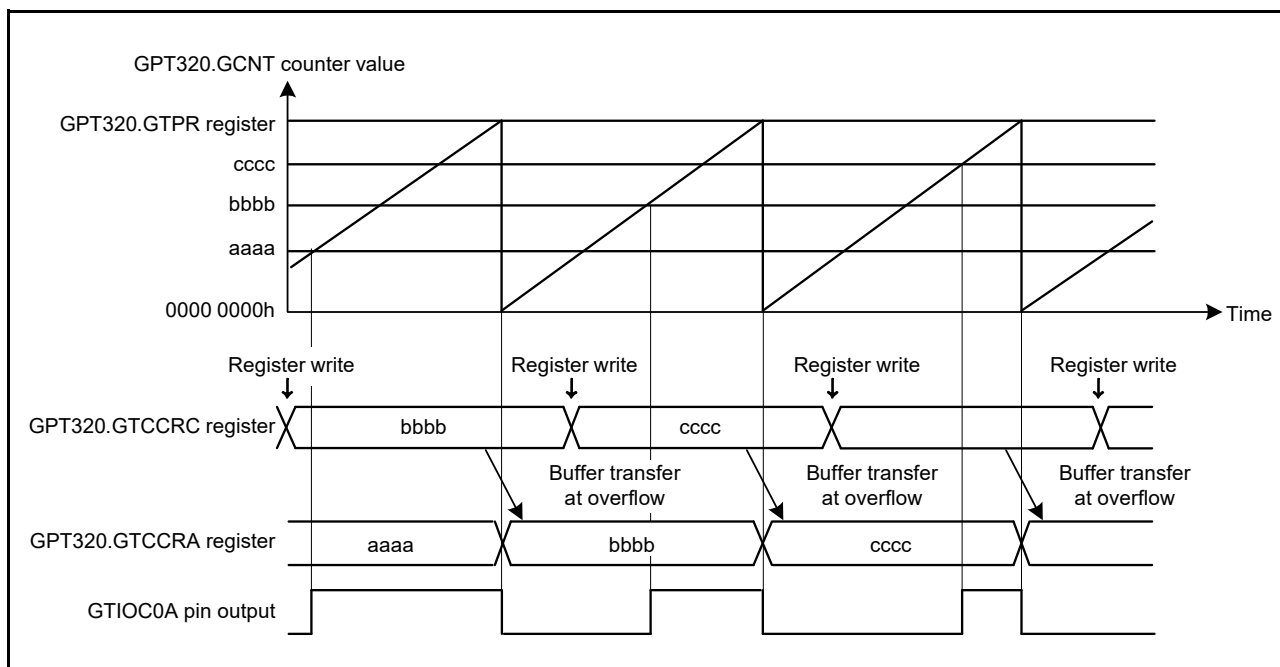 GPT320.GCNT counter value
GPT320.GTPR register
cccc
bbbb
aaaa
0000 0000h
Time
Register write
Register write
Register write
Register write
GPT320.GTCCRC register
bbbb
cccc
Buffer transfer
at overflow
Buffer transfer
at overflow
Buffer transfer
at overflow
GPT320.GTCCRA register
aaaa
bbbb
cccc
GTIOC0A pin output